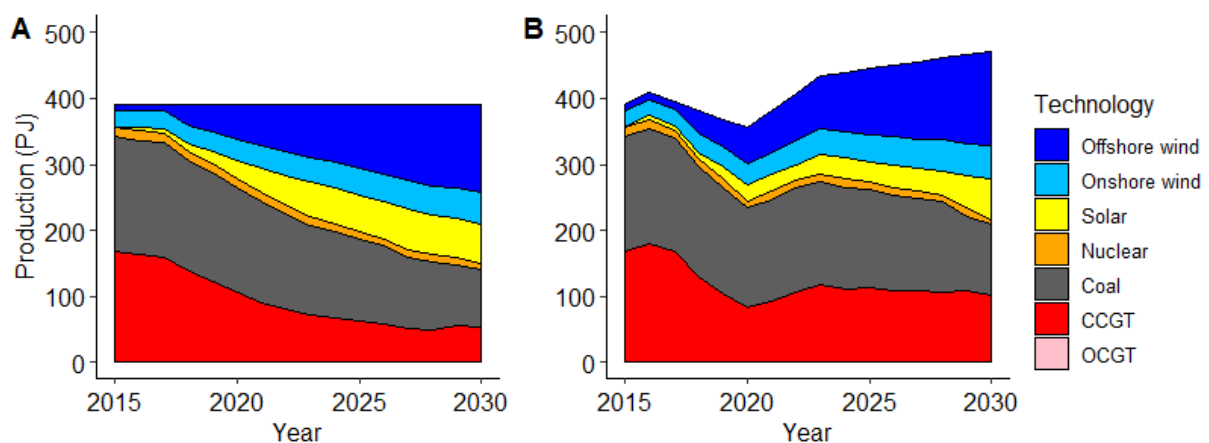 A
Production (PJ)
500
400
300
200
100
0
2015 2020 2025 2030
Year
B
500
400
300
200
100
0
2015 2020 2025 2030
Year
Technology
Offshore wind
Onshore wind
Solar
Nuclear
Coal
CCGT
OCGT